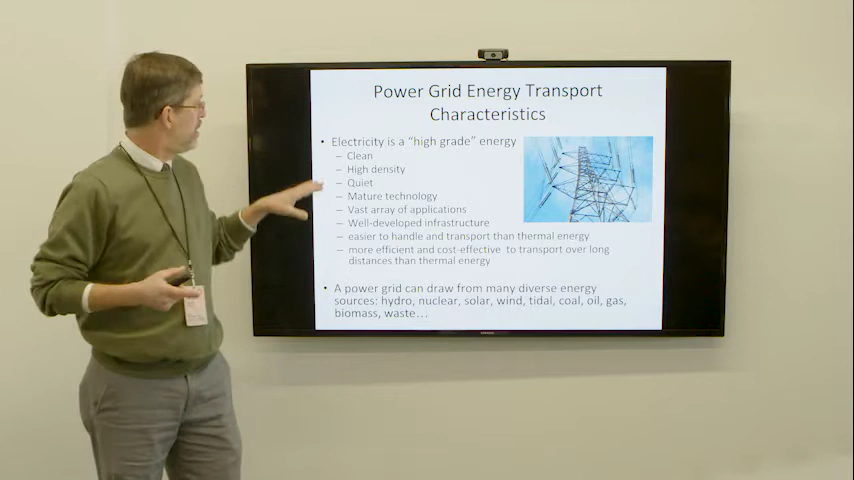 Power Grid Energy Transport
Characteristics
• Electricity is a “high grade” energy
– Clean
– High density
– Quiet
– Mature technology
– Vast array of applications
– Well-developed infrastructure
– easier to handle and transport than thermal energy
– more efficient and cost-effective to transport over long
distances than thermal energy
• A power grid can draw from many diverse energy
sources: hydro, nuclear, solar, wind, tidal, coal, oil, gas,
biomass, waste…